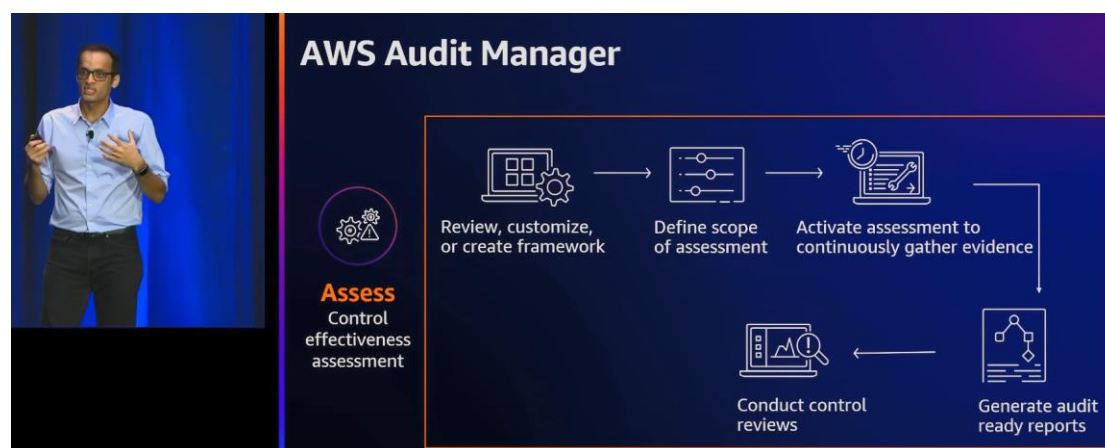 AWS Audit Manager
Assess
Control
effectiveness
assessment
Review, customize,
or create framework
Define scope
of assessment
Activate assessment to
continuously gather evidence
Generate audit
ready reports
Conduct control
reviews